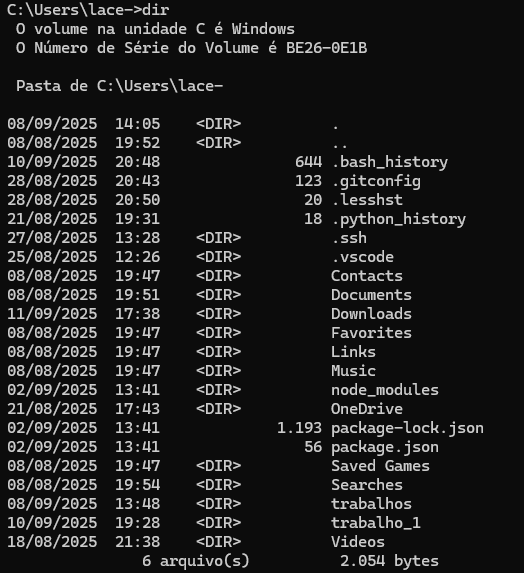 C:\Users\lace->dir
 O volume na unidade C é Windows
 O Número de Série do Volume é BE26-0E1B

 Pasta de C:\Users\lace-

08/09/2025  14:05    <DIR>          .
08/08/2025  19:52    <DIR>          ..
10/09/2025  20:48               644 .bash_history
28/08/2025  20:43               123 .gitconfig
28/08/2025  20:50                20 .lesshst
21/08/2025  19:31                18 .python_history
27/08/2025  13:28    <DIR>          .ssh
25/08/2025  12:26    <DIR>          .vscode
08/08/2025  19:47    <DIR>          Contacts
08/08/2025  19:51    <DIR>          Documents
11/09/2025  17:38    <DIR>          Downloads
08/08/2025  19:47    <DIR>          Favorites
08/08/2025  19:47    <DIR>          Links
08/08/2025  19:47    <DIR>          Music
02/09/2025  13:41    <DIR>          node_modules
21/08/2025  17:43    <DIR>          OneDrive
02/09/2025  13:41             1.193 package-lock.json
02/09/2025  13:41                56 package.json
08/08/2025  19:47    <DIR>          Saved Games
08/08/2025  19:54    <DIR>          Searches
08/09/2025  13:48    <DIR>          trabalhos
10/09/2025  19:28    <DIR>          trabalho_1
18/08/2025  21:38    <DIR>          Videos
               6 arquivo(s)          2.054 bytes